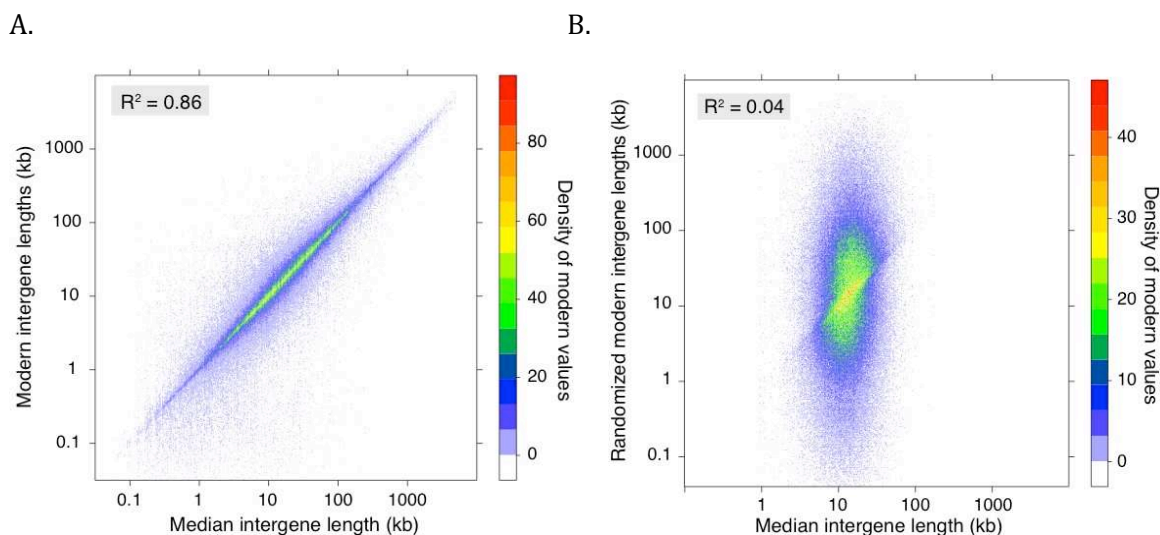 A.
B.
R² = 0.86
Modern intergene lengths (kb)
1000
100
10
1
0.1
0.1 1 10 100 1000
Median intergene length (kb)
80
60
40
20
0
Density of modern values
R² = 0.04
Randomized modern intergene lengths (kb)
1000
100
10
1
0.1
1 10 100 1000
Median intergene length (kb)
40
30
20
10
0
Density of modern values